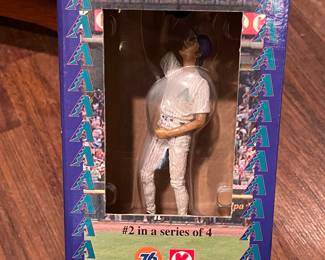 #2 in a series of 4
76